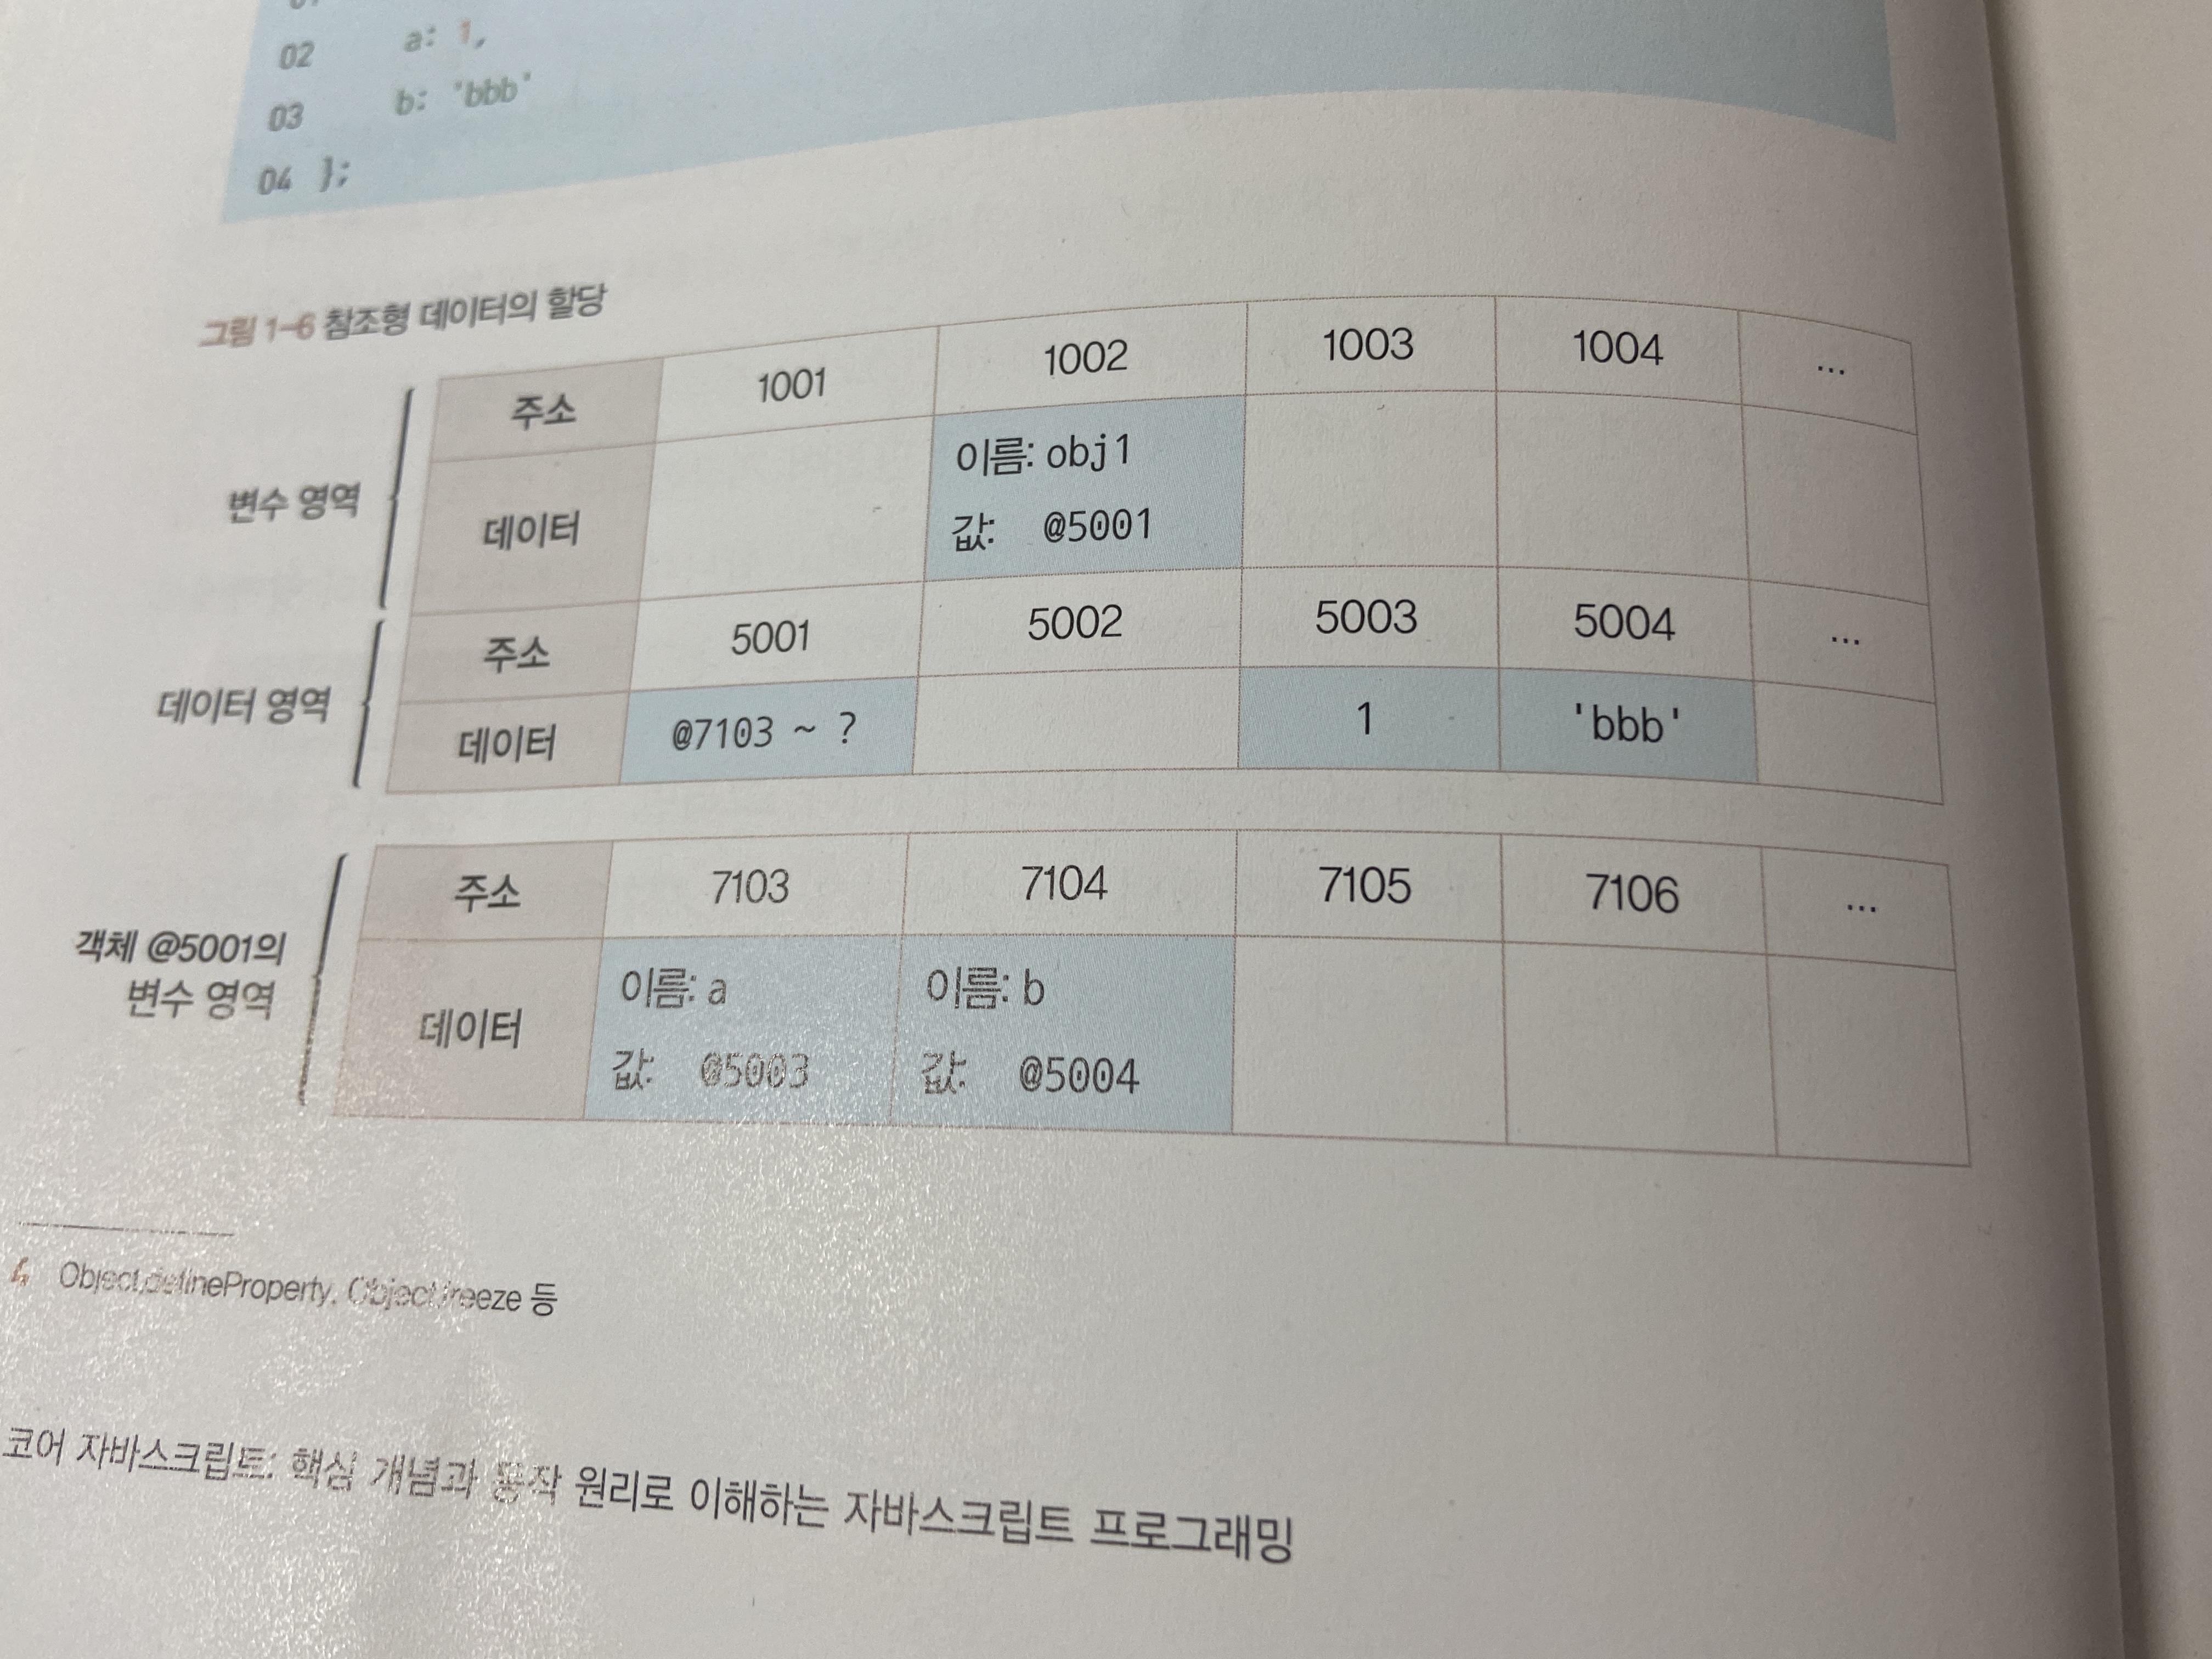 02 a: 1,
03 b: 'bbb'
04 };
그림 1-6 참조형 데이터의 할당
주소 1001 1002 1003 1004 ...
변수 영역
데이터
이름: obj1
값: @5001
주소 5001 5002 5003 5004 ...
데이터 영역
데이터 @7103 ~ ? 1 'bbb'
주소 7103 7104 7105 7106 ...
객체 @5001의
변수 영역
데이터
이름: a 이름: b
값: @5003 값: @5004
4 Object.defineProperty, Object.freeze 등
코어 자바스크립트: 핵심 개념과 동작 원리로 이해하는 자바스크립트 프로그래밍